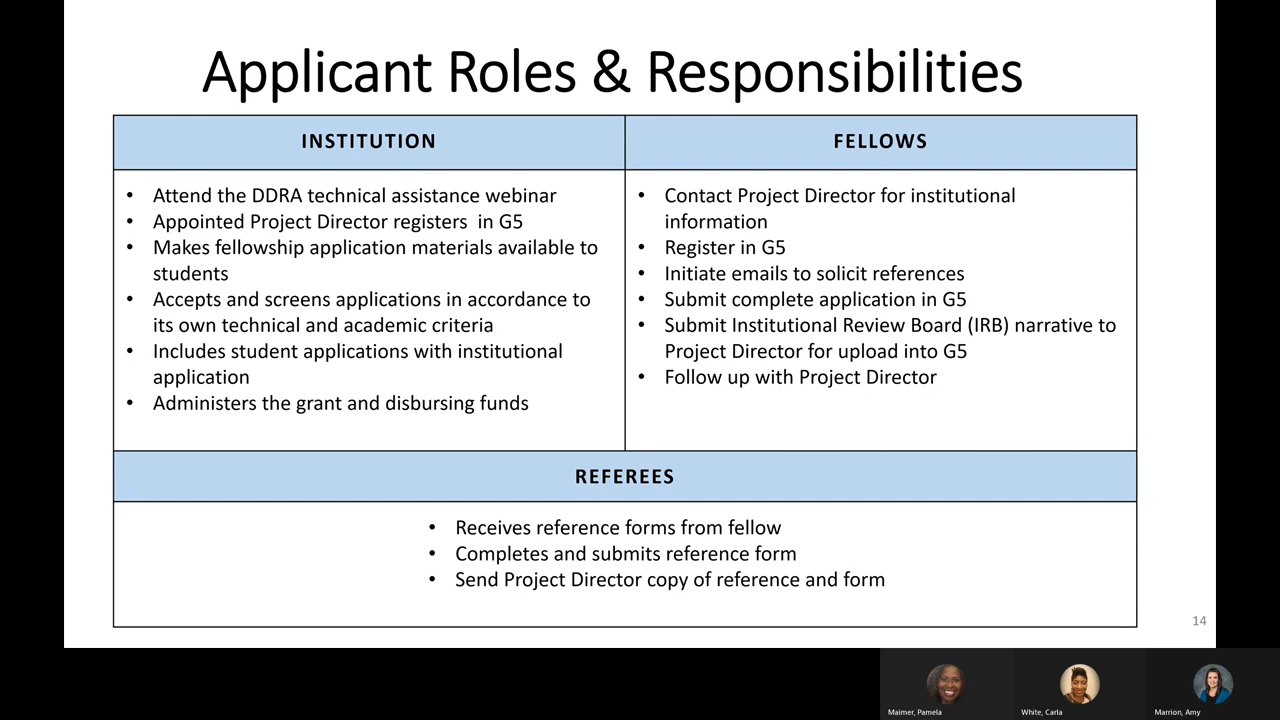 Applicant Roles & Responsibilities
INSTITUTION
• Attend the DDRA technical assistance webinar
• Appointed Project Director registers  in G5
• Makes fellowship application materials available to
students
• Accepts and screens applications in accordance to
its own technical and academic criteria
• Includes student applications with institutional
application
• Administers the grant and disbursing funds
FELLOWS
• Contact Project Director for institutional
information
• Register in G5
• Initiate emails to solicit references
• Submit complete application in G5
• Submit Institutional Review Board (IRB) narrative to
Project Director for upload into G5
• Follow up with Project Director
REFEREES
• Receives reference forms from fellow
• Completes and submits reference form
• Send Project Director copy of reference and form
14
Maimer, Pamela
White, Carla
Marrion, Amy